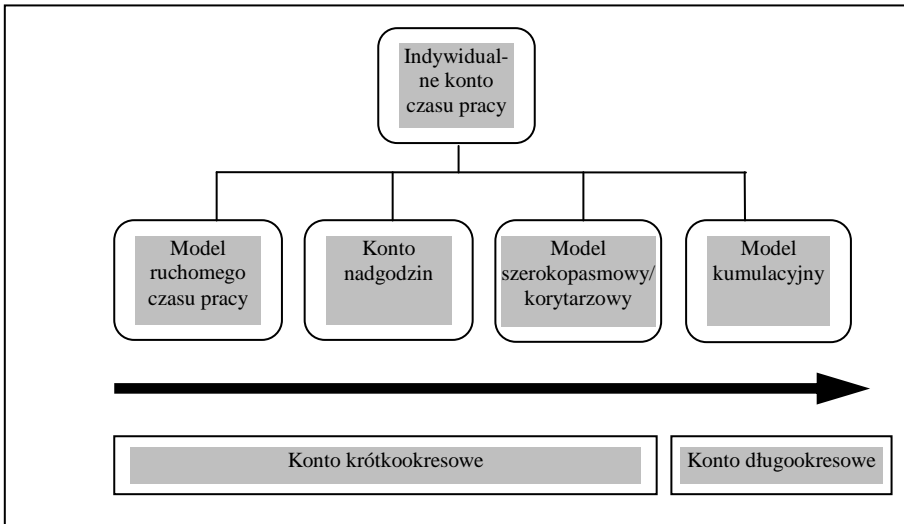 Indywidual-
ne konto
czasu pracy
Model
ruchomego
czasu pracy
Konto
nadgodzin
Model
szerokopasmowy/
korytarzowy
Model
kumulacyjny
Konto krótkookresowe
Konto długookresowe